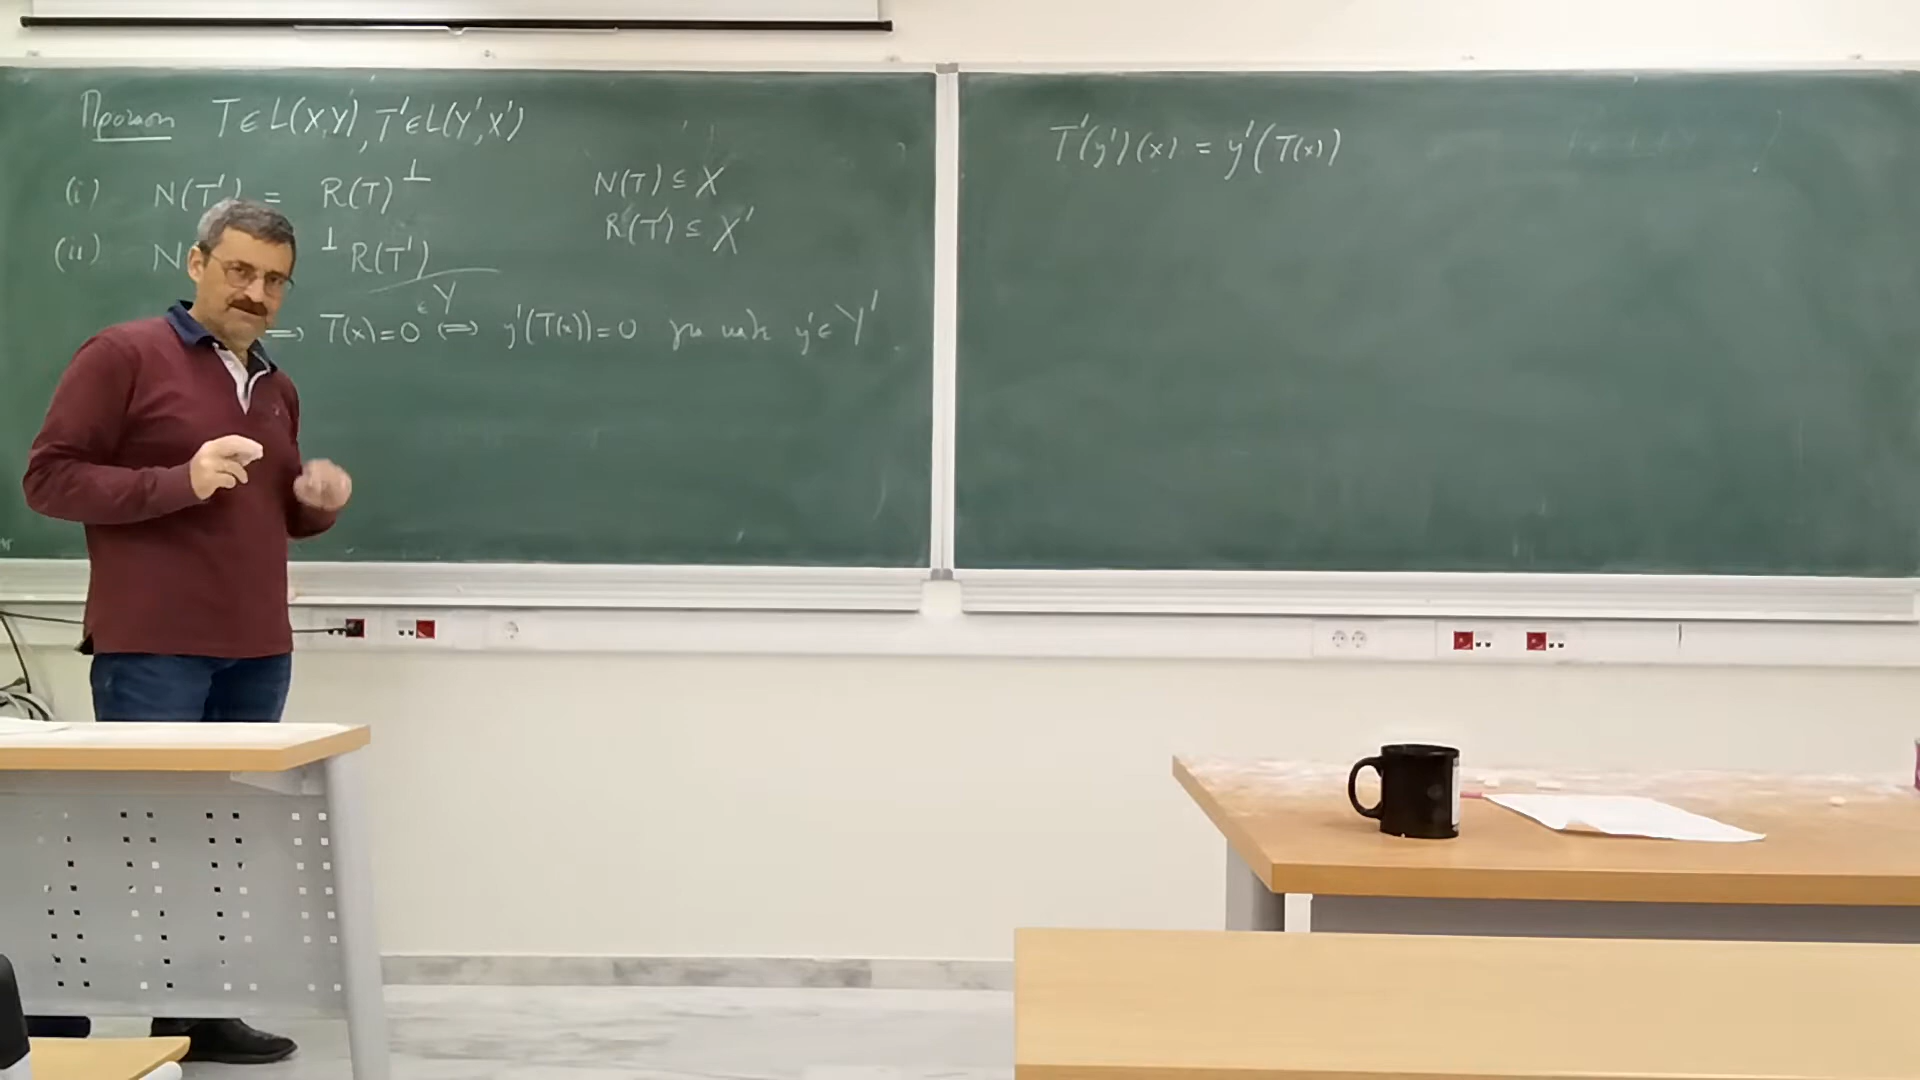 Πρόταση T ∈ L(X,Y), T' ∈ L(Y',X')
(i) N(T') = R(T)^⊥
(ii) N ^⊥R(T')
N(T) ⊆ X
R(T') ⊆ X'
∈ Y
⟹ T(x)=0 ⟺ y'(T(x))=0 για κάθε y' ∈ Y'
T'(y')(x) = y'(T(x))